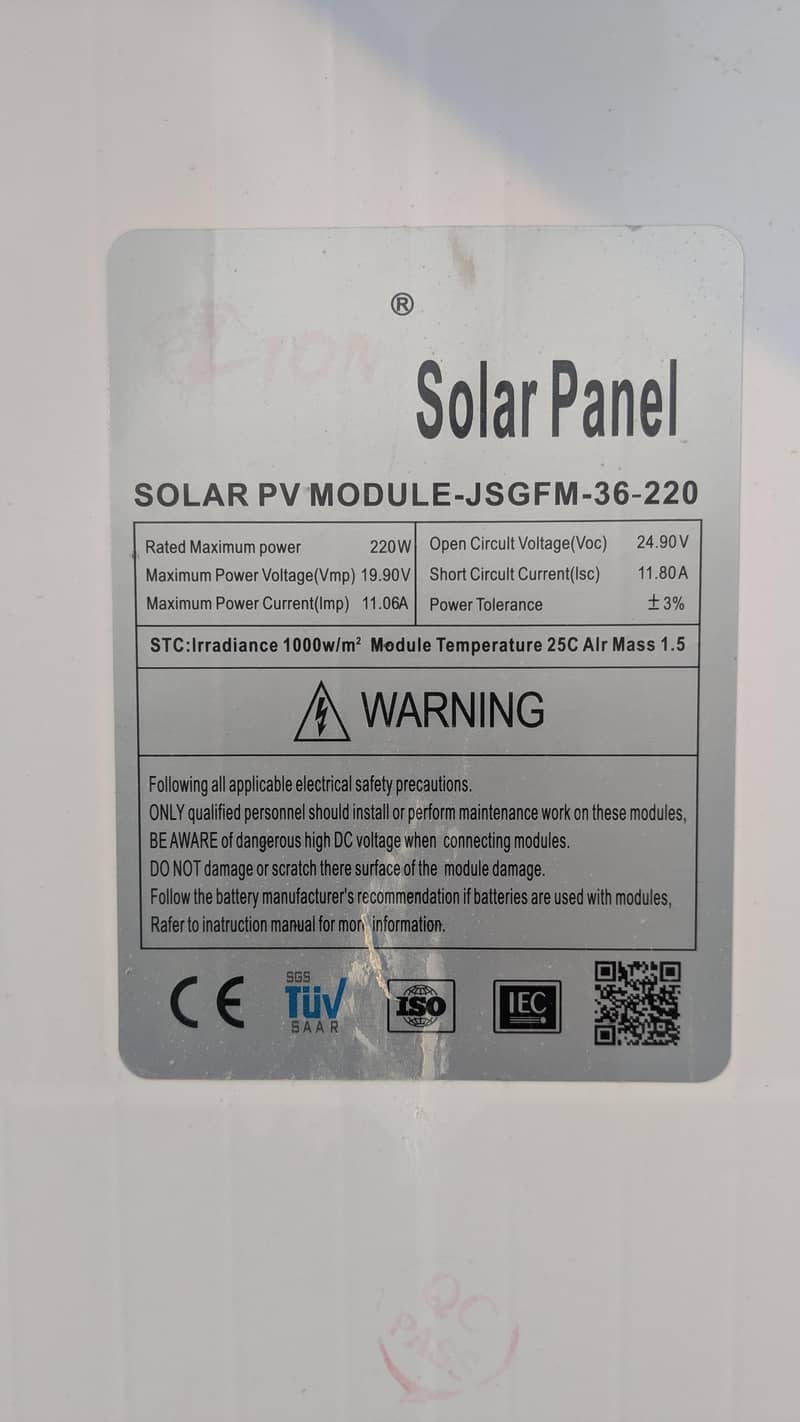 ®
Solar Panel
SOLAR PV MODULE-JSGFM-36-220
Rated Maximum power 220W
Maximum Power Voltage(Vmp) 19.90V
Maximum Power Current(Imp) 11.06A
Open Circult Voltage(Voc) 24.90V
Short Circult Current(Isc) 11.80A
Power Tolerance ±3%
STC:Irradiance 1000w/m² Module Temperature 25C Alr Mass 1.5
WARNING
Following all applicable electrical safety precautions.
ONLY qualified personnel should install or perform maintenance work on these modules,
BE AWARE of dangerous high DC voltage when connecting modules.
DO NOT damage or scratch there surface of the module damage.
Follow the battery manufacturer's recommendation if batteries are used with modules,
Rafer to inatruction manual for more information.
CE
SGS
TÜV
SAAR
ISO
IEC
QC
PASS